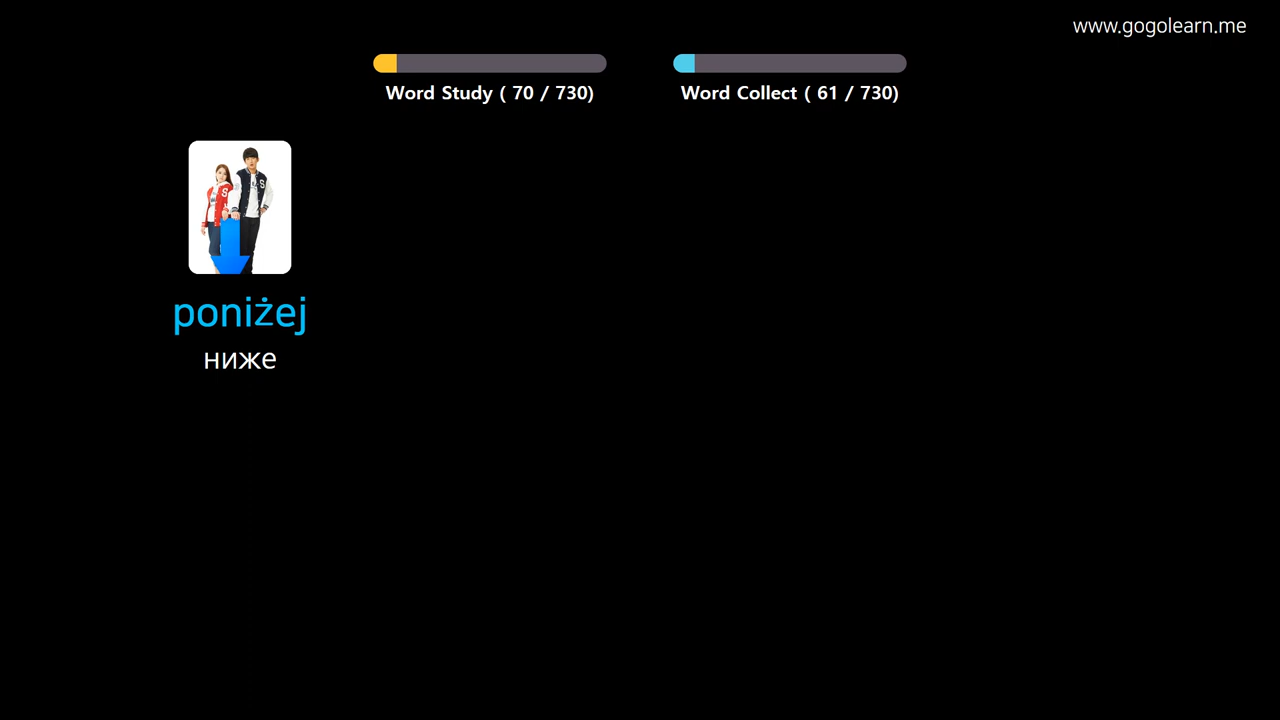 www.gogolearn.me
Word Study ( 70 / 730)
Word Collect ( 61 / 730)
poniżej
ниже